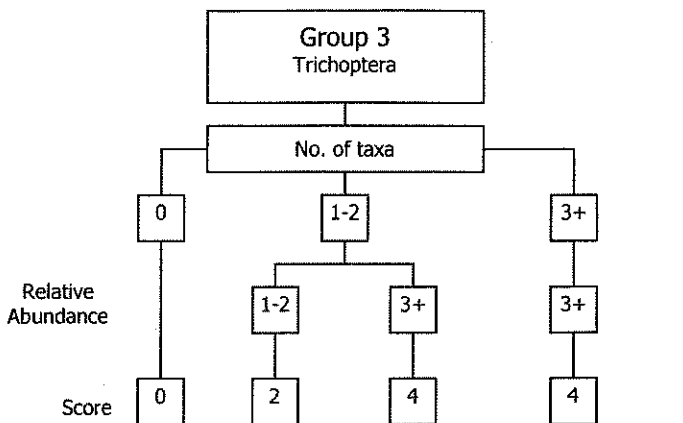 Group 3
Trichoptera
No. of taxa
0 1-2 3+
Relative
Abundance
1-2 3+ 3+
Score 0 2 4 4